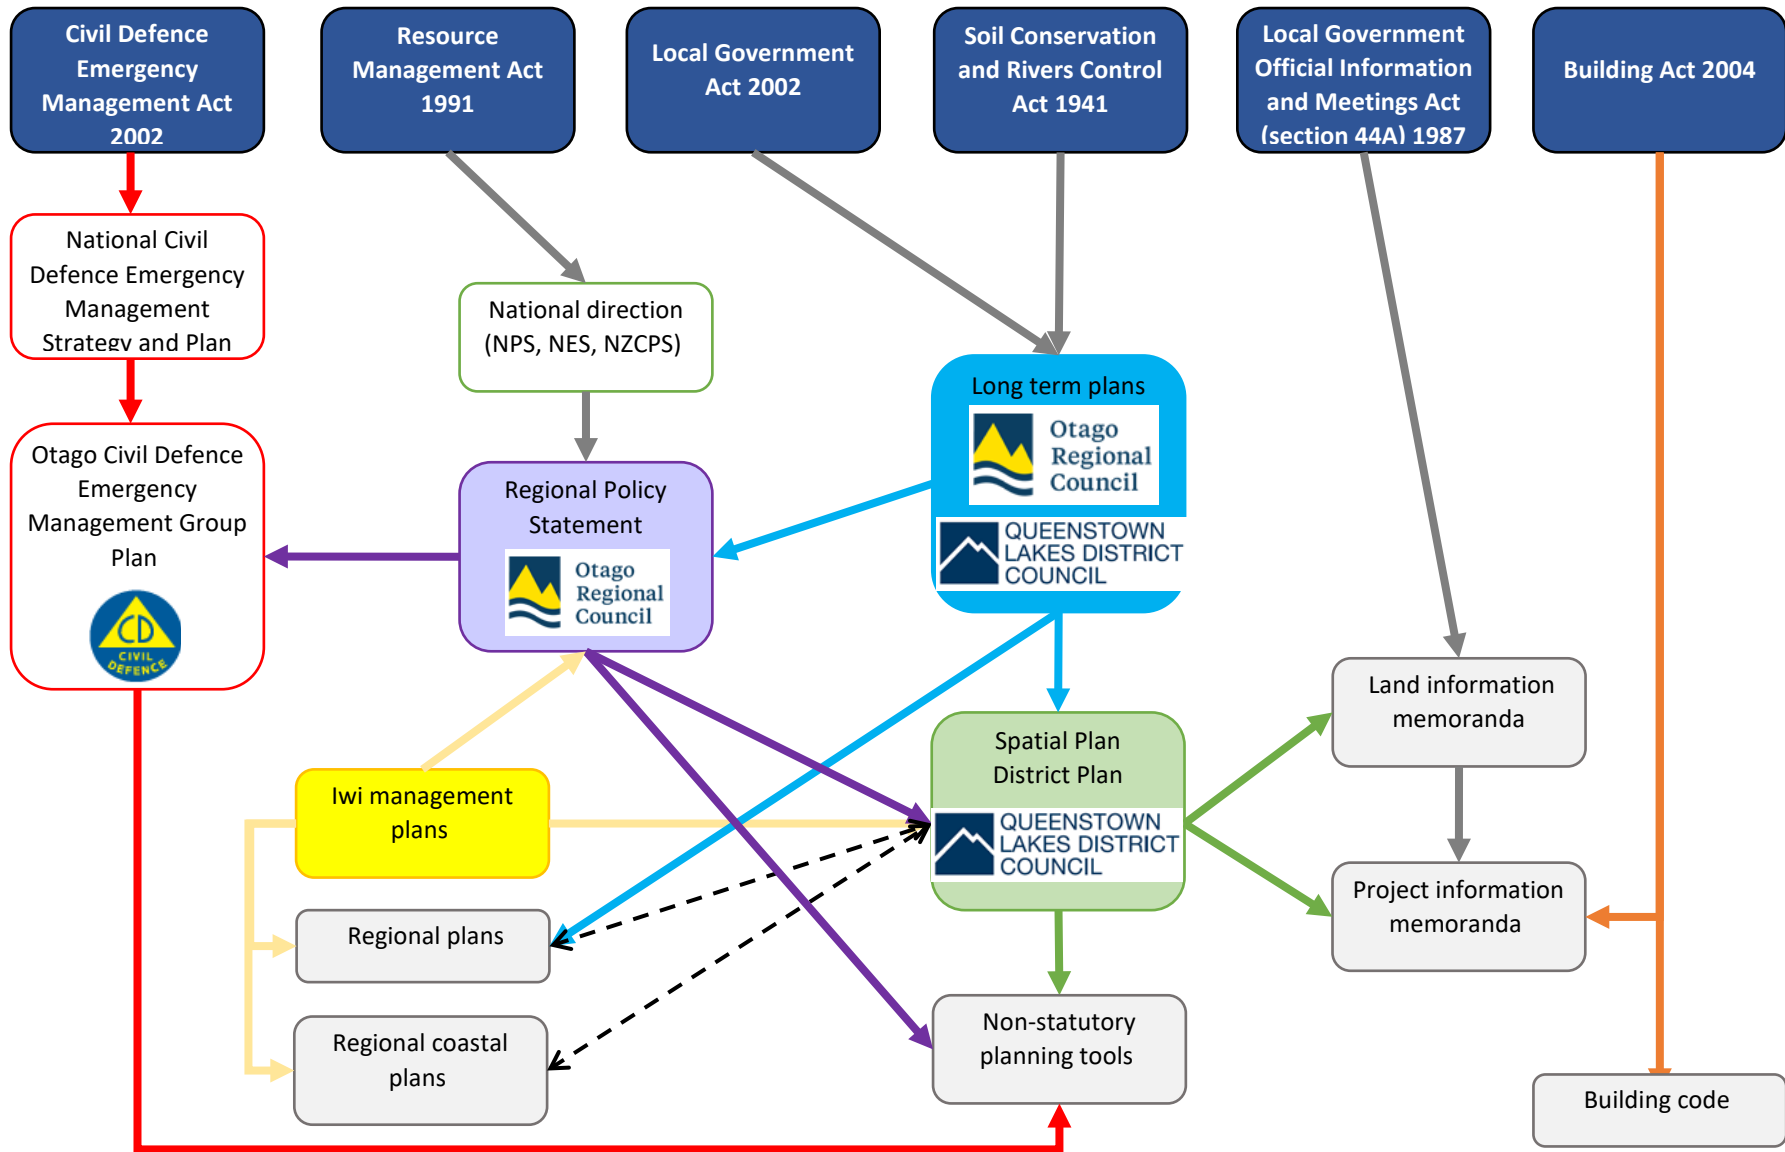 Civil Defence
Emergency
Management Act
2002
Resource
Management Act
1991
Local Government
Act 2002
Soil Conservation
and Rivers Control
Act 1941
Local Government
Official Information
and Meetings Act
(section 44A) 1987
Building Act 2004
National Civil
Defence Emergency
Management
Strategy and Plan
National direction
(NPS, NES, NZCPS)
Long term plans
Otago
Regional
Council
QUEENSTOWN
LAKES DISTRICT
COUNCIL
Otago Civil Defence
Emergency
Management Group
Plan
CD
CIVIL
DEFENCE
Regional Policy
Statement
Otago
Regional
Council
Land information
memoranda
Spatial Plan
District Plan
QUEENSTOWN
LAKES DISTRICT
COUNCIL
Iwi management
plans
Project information
memoranda
Regional plans
Regional coastal
plans
Non-statutory
planning tools
Building code